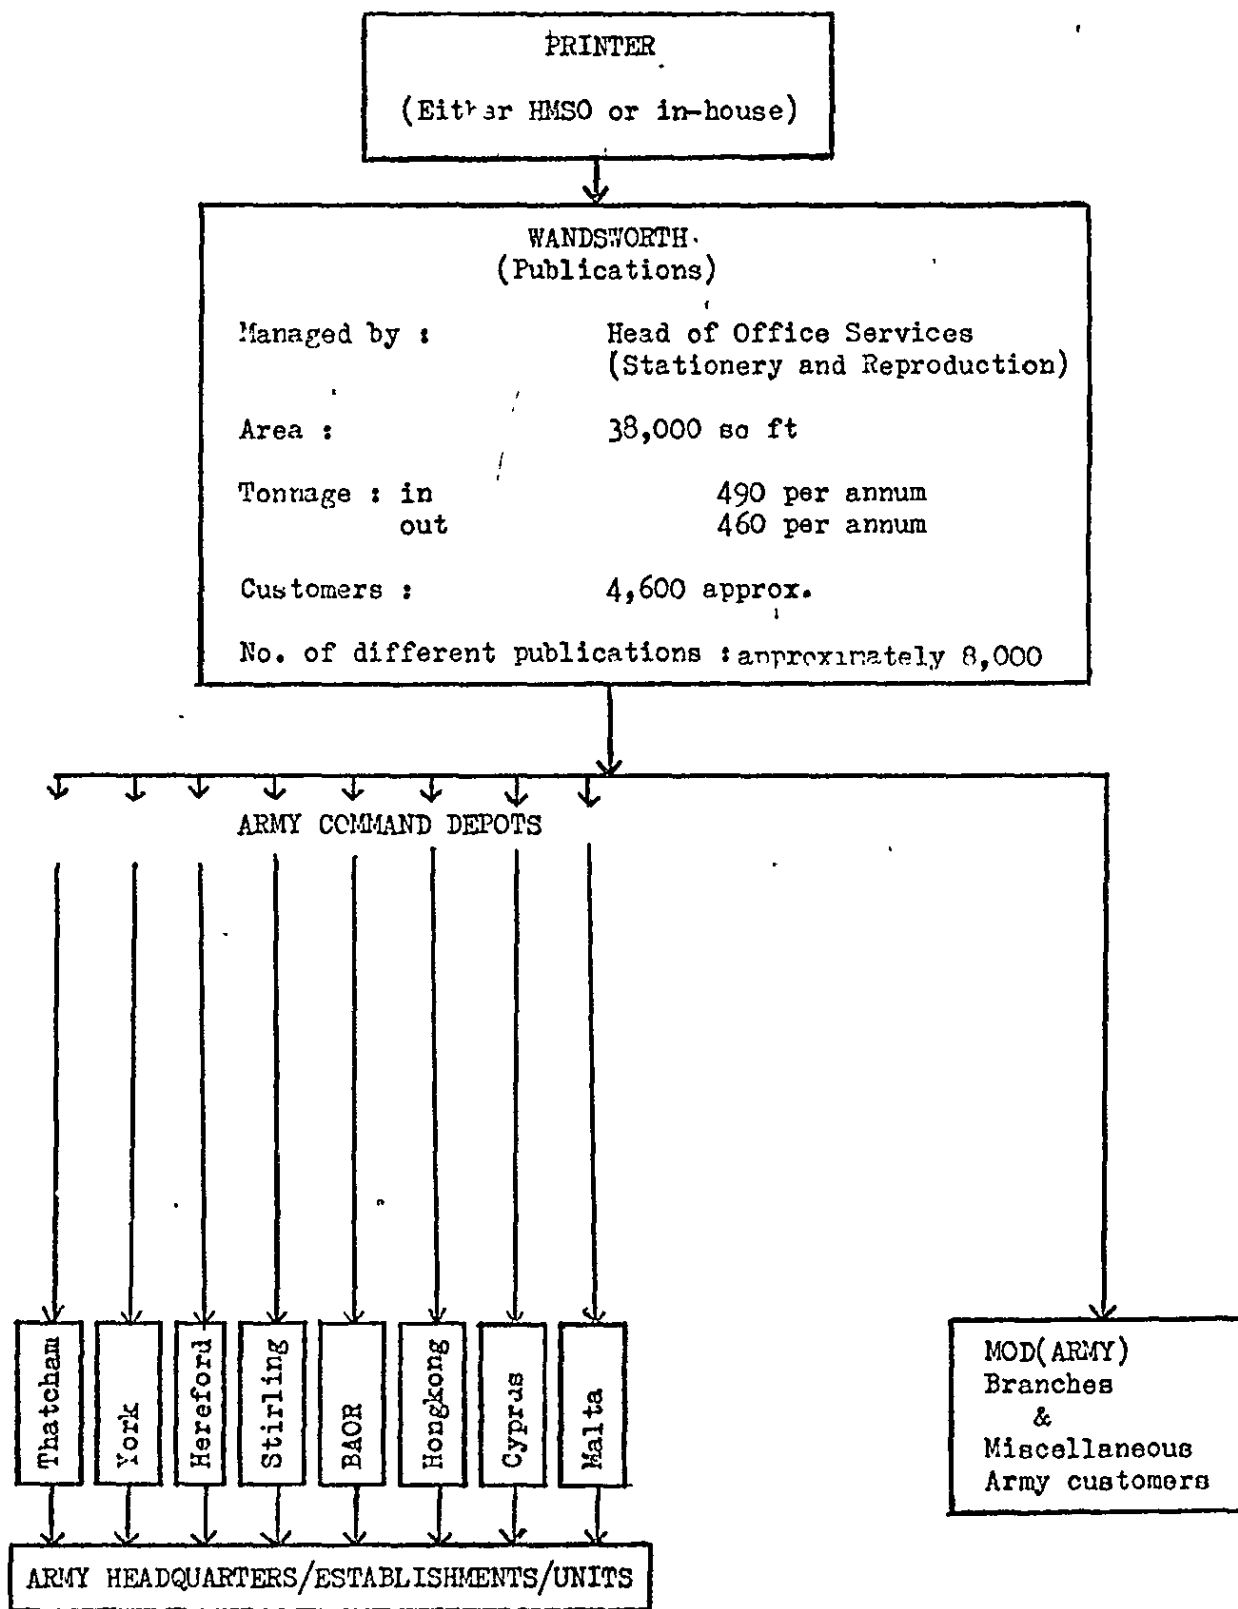 PRINTER
(Either HMSO or in-house)
WANDSWORTH
(Publications)
Managed by : Head of Office Services
(Stationery and Reproduction)
Area : 38,000 sq ft
Tonnage : in 490 per annum
out 460 per annum
Customers : 4,600 approx.
No. of different publications : approximately 8,000
ARMY COMMAND DEPOTS
Thatcham
York
Hereford
Stirling
BAOR
Hongkong
Cyprus
Malta
MOD(ARMY)
Branches
&
Miscellaneous
Army customers
ARMY HEADQUARTERS/ESTABLISHMENTS/UNITS